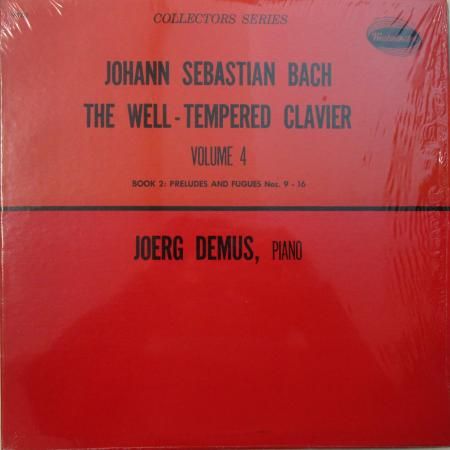 COLLECTORS SERIES
Westminster
JOHANN SEBASTIAN BACH
THE WELL-TEMPERED CLAVIER
VOLUME 4
BOOK 2: PRELUDES AND FUGUES Nos. 9 - 16
JOERG DEMUS, PIANO